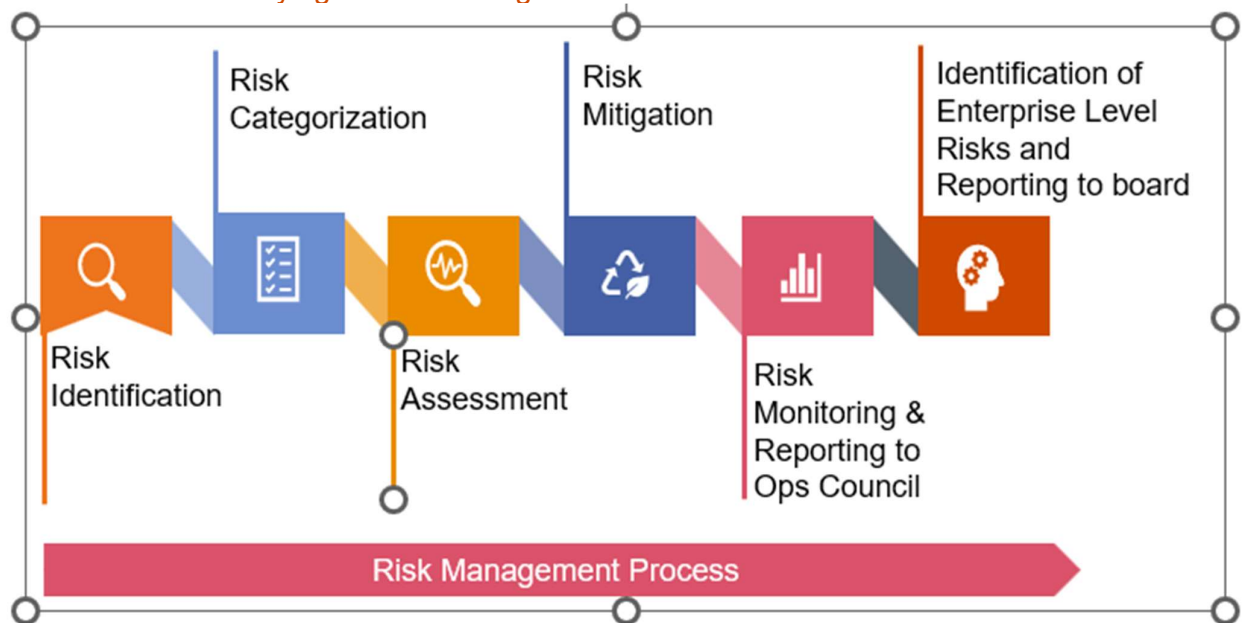 Risk
Categorization
Risk
Mitigation
Identification of
Enterprise Level
Risks and
Reporting to board
Risk
Identification
Risk
Assessment
Risk
Monitoring &
Reporting to
Ops Council
Risk Management Process